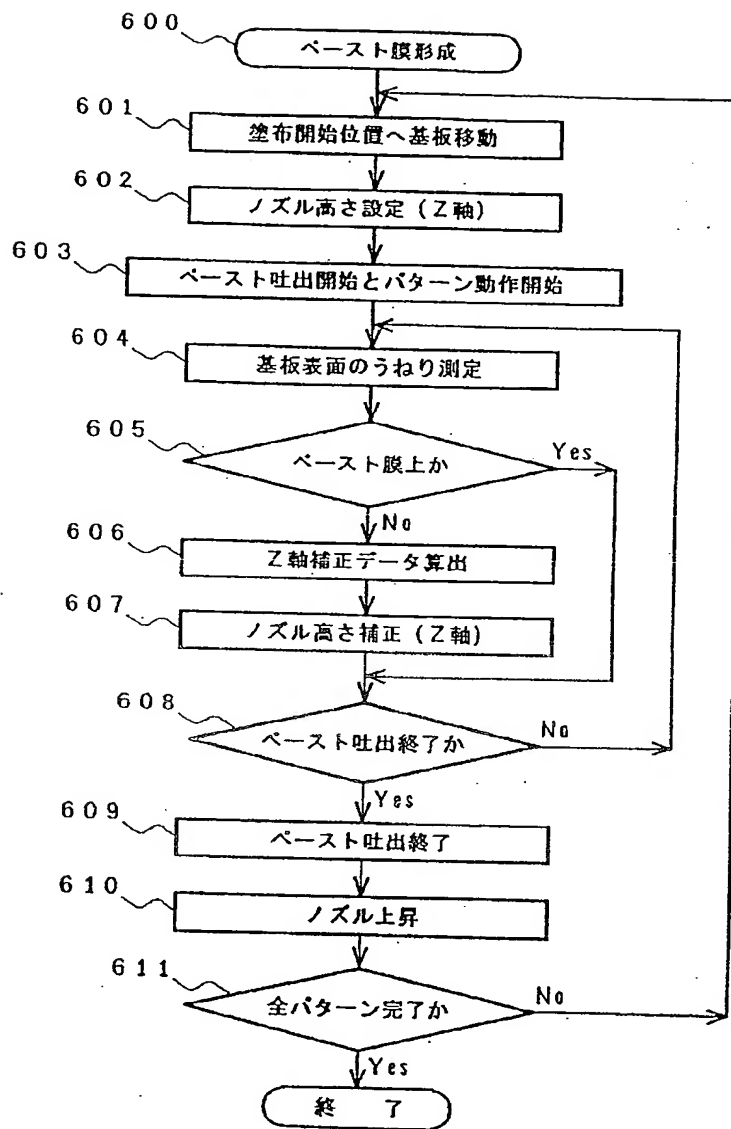 600
ペースト膜形成
601
塗布開始位置へ基板移動
602
ノズル高さ設定(Z軸)
603
ペースト吐出開始とパターン動作開始
604
基板表面のうねり測定
605
ペースト膜上か
Yes
No
606
Z軸補正データ算出
607
ノズル高さ補正(Z軸)
608
ペースト吐出終了か
No
Yes
609
ペースト吐出終了
610
ノズル上昇
611
全パターン完了か
No
Yes
終 了